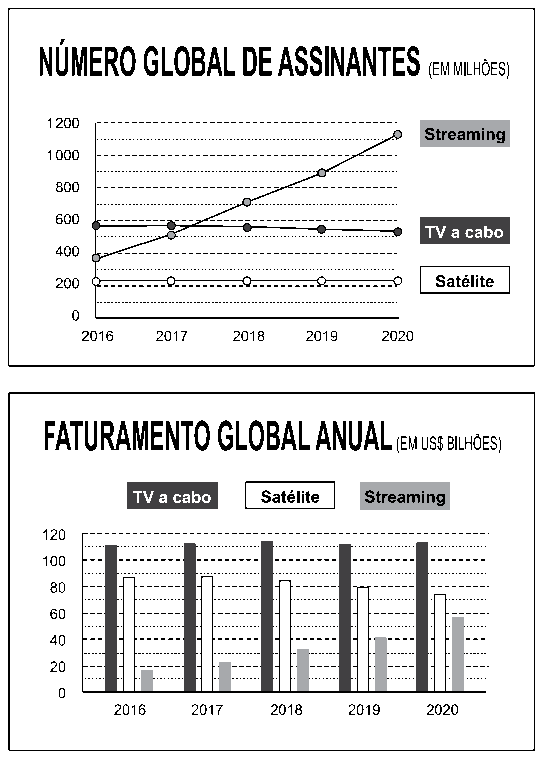 NÚMERO GLOBAL DE ASSINANTES (EM MILHÕES)
1200
1000
800
600
400
200
0
2016 2017 2018 2019 2020
Streaming
TV a cabo
Satélite
FATURAMENTO GLOBAL ANUAL (EM US$ BILHÕES)
TV a cabo Satélite Streaming
120
100
80
60
40
20
0
2016 2017 2018 2019 2020